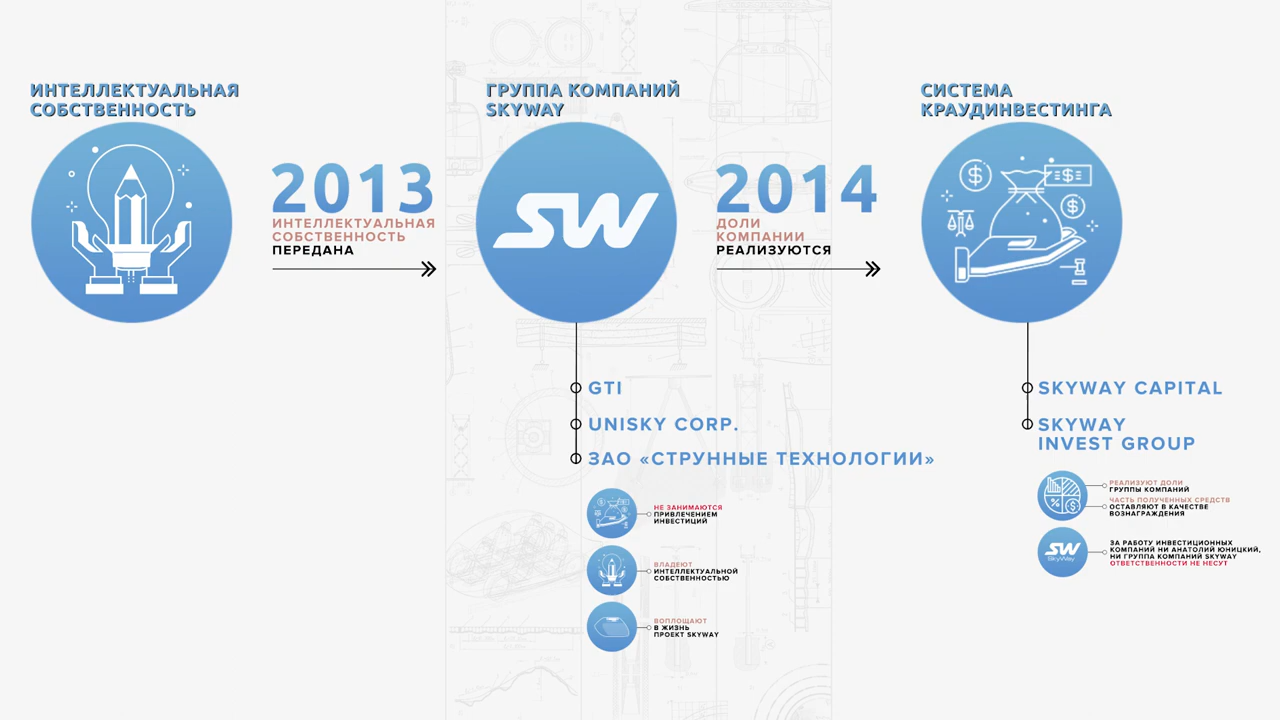 ИНТЕЛЛЕКТУАЛЬНАЯ
СОБСТВЕННОСТЬ
2013
ИНТЕЛЛЕКТУАЛЬНАЯ
СОБСТВЕННОСТЬ
ПЕРЕДАНА
ГРУППА КОМПАНИЙ
SKYWAY
SW
2014
ДОЛИ
КОМПАНИИ
РЕАЛИЗУЮТСЯ
СИСТЕМА
КРАУДИНВЕСТИНГА
GTI
UNISKY CORP.
ЗАО «СТРУННЫЕ ТЕХНОЛОГИИ»
НЕ ЗАНИМАЮТСЯ
ПРИВЛЕЧЕНИЕМ
ИНВЕСТИЦИЙ
ВЛАДЕЮТ
ИНТЕЛЛЕКТУАЛЬНОЙ
СОБСТВЕННОСТЬЮ
ВОПЛОЩАЮТ
В ЖИЗНЬ
ПРОЕКТ SKYWAY
SKYWAY CAPITAL
SKYWAY
INVEST GROUP
РЕАЛИЗУЮТ ДОЛИ
ГРУППЫ КОМПАНИЙ
ЧАСТЬ ПОЛУЧЕННЫХ СРЕДСТВ
ОСТАВЛЯЮТ В КАЧЕСТВЕ
ВОЗНАГРАЖДЕНИЯ
SW
SkyWay
ЗА РАБОТУ ИНВЕСТИЦИОННЫХ
КОМПАНИЙ НИ АНАТОЛИЙ ЮНИЦКИЙ,
НИ ГРУППА КОМПАНИЙ SKYWAY
ОТВЕТСТВЕННОСТИ НЕ НЕСУТ